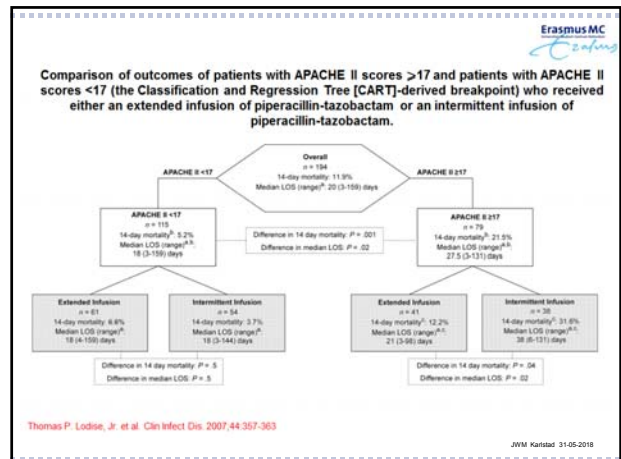 Erasmus MC
Erasmus
Comparison of outcomes of patients with APACHE II scores ⩾17 and patients with APACHE II
scores <17 (the Classification and Regression Tree [CART]-derived breakpoint) who received
either an extended infusion of piperacillin-tazobactam or an intermittent infusion of
piperacillin-tazobactam.
Overall
n = 194
14-day mortality: 11.9%
Median LOS (range)ᵃ: 20 (3-159) days
APACHE II <17
APACHE II ≥17
APACHE II <17
n = 115
14-day mortalityᵇ: 5.2%
Median LOS (range)ᵃ,ᵇ:
18 (3-159) days
Difference in 14 day mortality: P = .001
Difference in median LOS: P = .02
APACHE II ≥17
n = 79
14-day mortalityᵇ: 21.5%
Median LOS (range)ᵃ,ᵇ:
27.5 (3-131) days
Extended Infusion
n = 61
14-day mortality: 6.6%
Median LOS (range)ᵃ:
18 (4-159) days
Intermittent Infusion
n = 54
14-day mortality: 3.7%
Median LOS (range)ᵃ:
18 (3-144) days
Extended Infusion
n = 41
14-day mortalityᶜ: 12.2%
Median LOS (range)ᵃ,ᶜ:
21 (3-98) days
Intermittent Infusion
n = 38
14-day mortalityᶜ: 31.6%
Median LOS (range)ᵃ,ᶜ:
38 (6-131) days
Difference in 14 day mortality: P = .5
Difference in median LOS: P = .5
Difference in 14 day mortality: P = .04
Difference in median LOS: P = .02
Thomas P. Lodise, Jr. et al. Clin Infect Dis. 2007;44:357-363
JWM Karlstad 31-05-2018